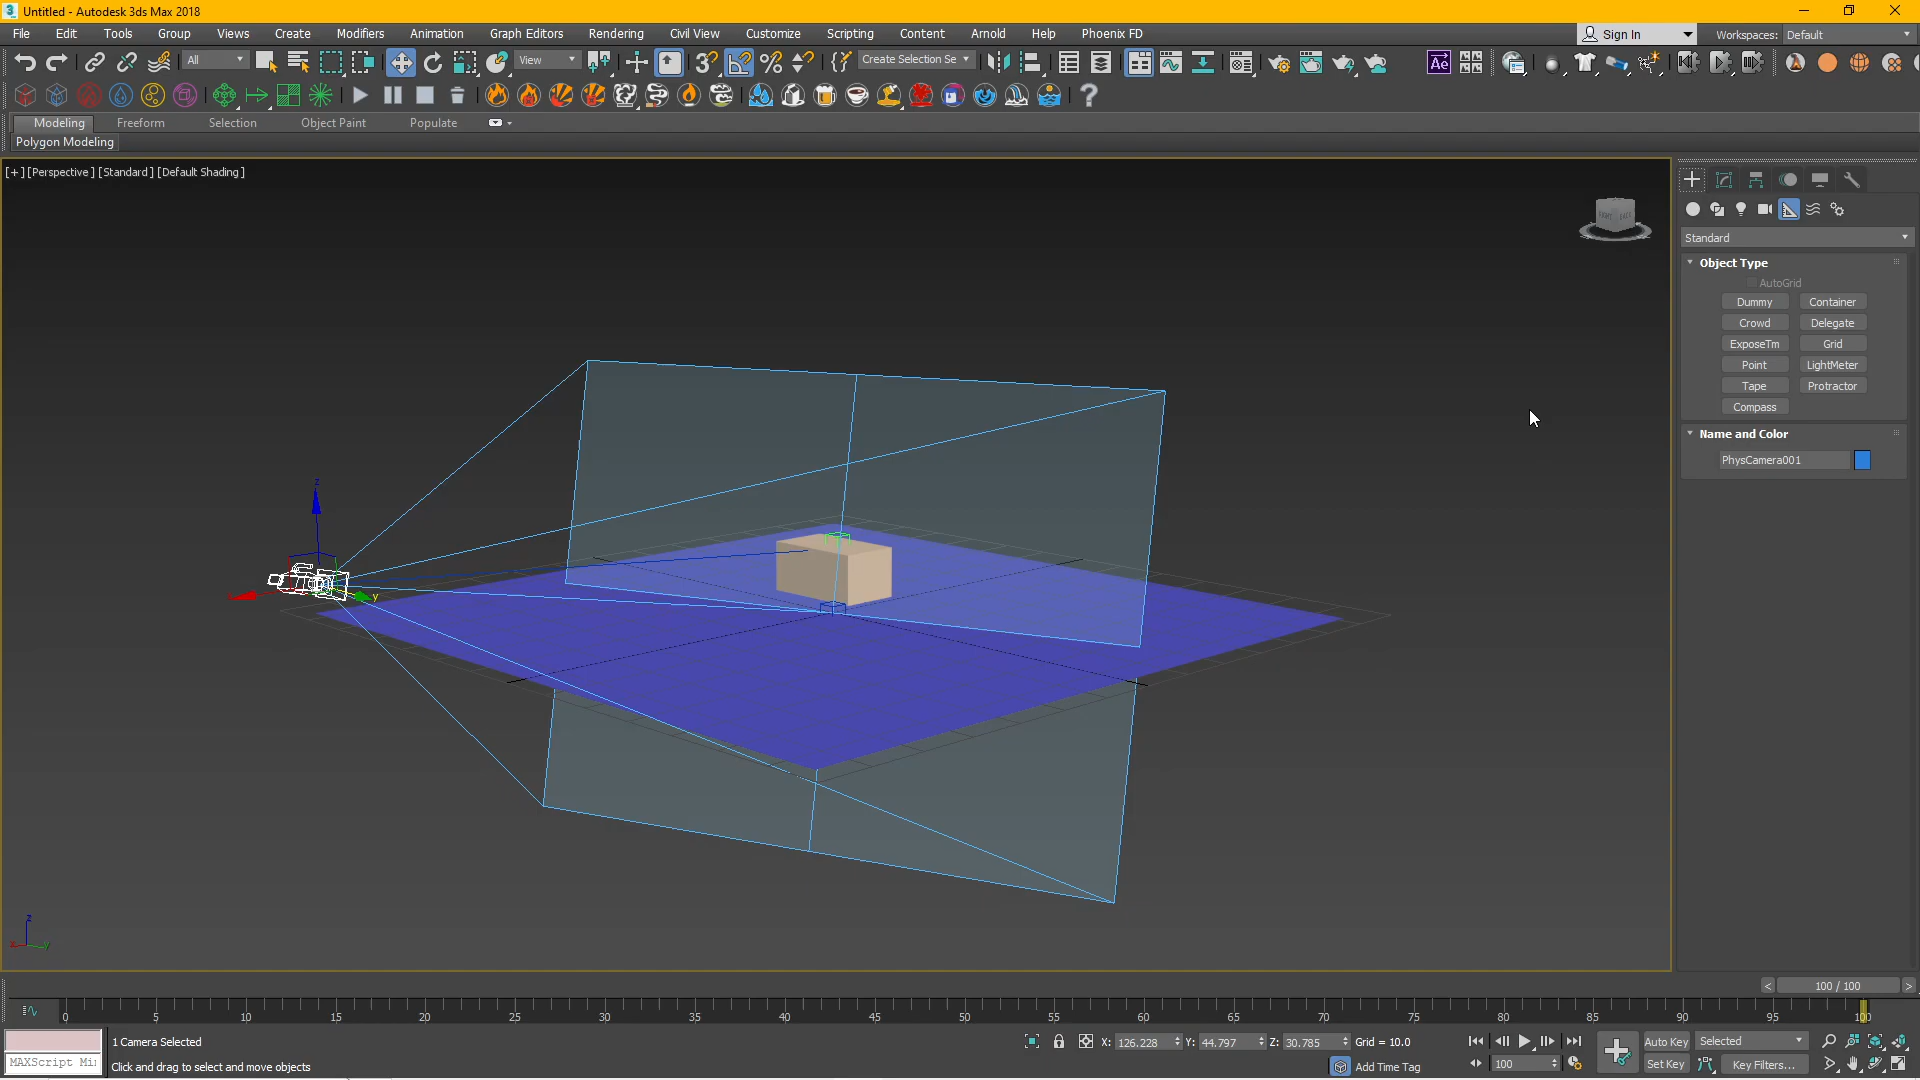 3 Untitled - Autodesk 3ds Max 2018
File Edit Tools Group Views Create Modifiers Animation Graph Editors Rendering Civil View Customize Scripting Content Arnold Help Phoenix FD Sign In Workspaces: Default
All View Create Selection Se Ae
Modeling Freeform Selection Object Paint Populate
Polygon Modeling
[+] [Perspective] [Standard] [Default Shading]
Standard
Object Type
AutoGrid
Dummy Container
Crowd Delegate
ExposeTm Grid
Point LightMeter
Tape Protractor
Compass
Name and Color
PhysCamera001
z
x y
z
x y
< 100 / 100 >
0 5 10 15 20 25 30 35 40 45 50 55 60 65 70 75 80 85 90 95 100
1 Camera Selected X: 126.228 Y: 44.797 Z: 30.785 Grid = 10.0 Auto Key Selected
MAXScript Mi Click and drag to select and move objects Add Time Tag 100 Set Key Key Filters...